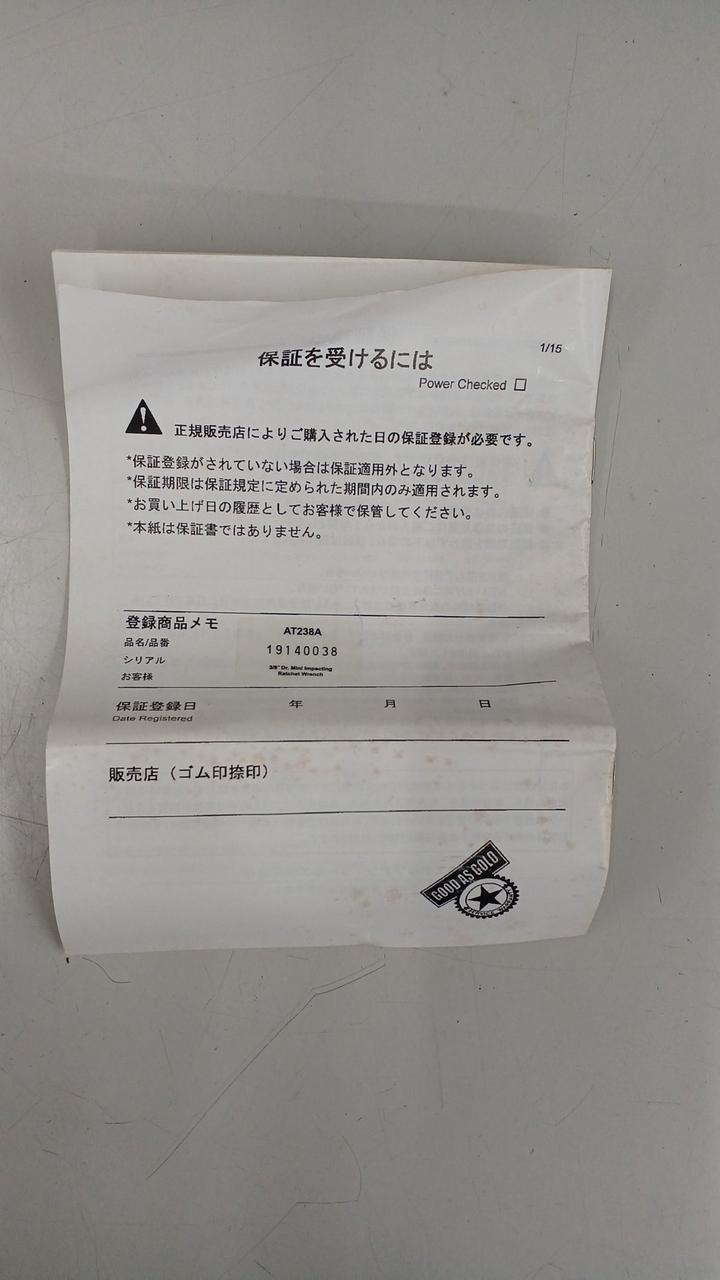 1/15
保証を受けるには
Power Checked □
正規販売店によりご購入された日の保証登録が必要です。
*保証登録がされていない場合は保証適用外となります。
*保証期限は保証規定に定められた期間内のみ適用されます。
*お買い上げ日の履歴としてお客様で保管してください。
*本紙は保証書ではありません。
登録商品メモ
AT238A
品名/品番
19140038
シリアル
3/8" Dr. Mini Impacting
Ratchet Wrench
お客様
保証登録日 年 月 日
Date Registered
販売店（ゴム印捺印）
GOOD AS GOLD
SERVICE